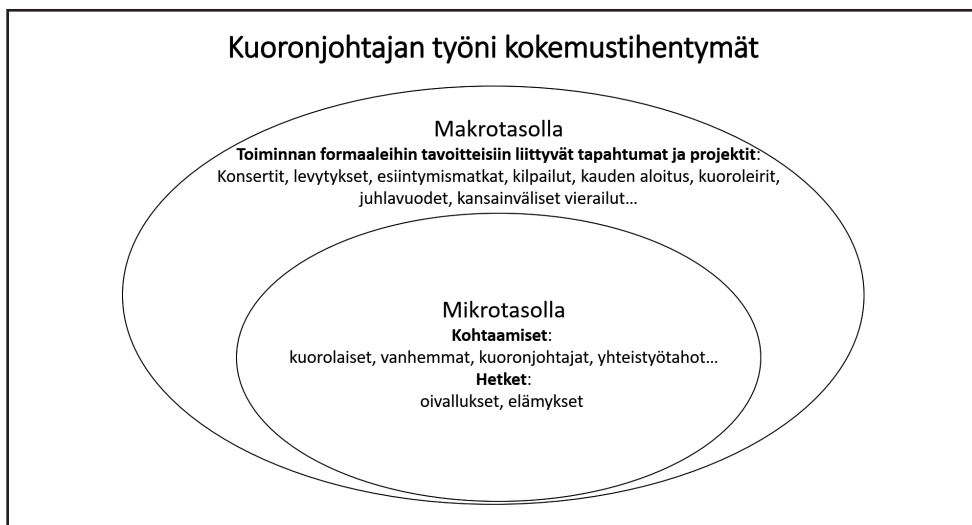 Kuoronjohtajan työni kokemustihentymät
Makrotasolla
Toiminnan formaaleihin tavoitteisiin liittyvät tapahtumat ja projektit:
Konsertit, levytykset, esiintymismatkat, kilpailut, kauden aloitus, kuoroleirit,
juhlavuodet, kansainväliset vierailut...
Mikrotasolla
Kohtaamiset:
kuorolaiset, vanhemmat, kuoronjohtajat, yhteistyötahot...
Hetket:
oivallukset, elämykset